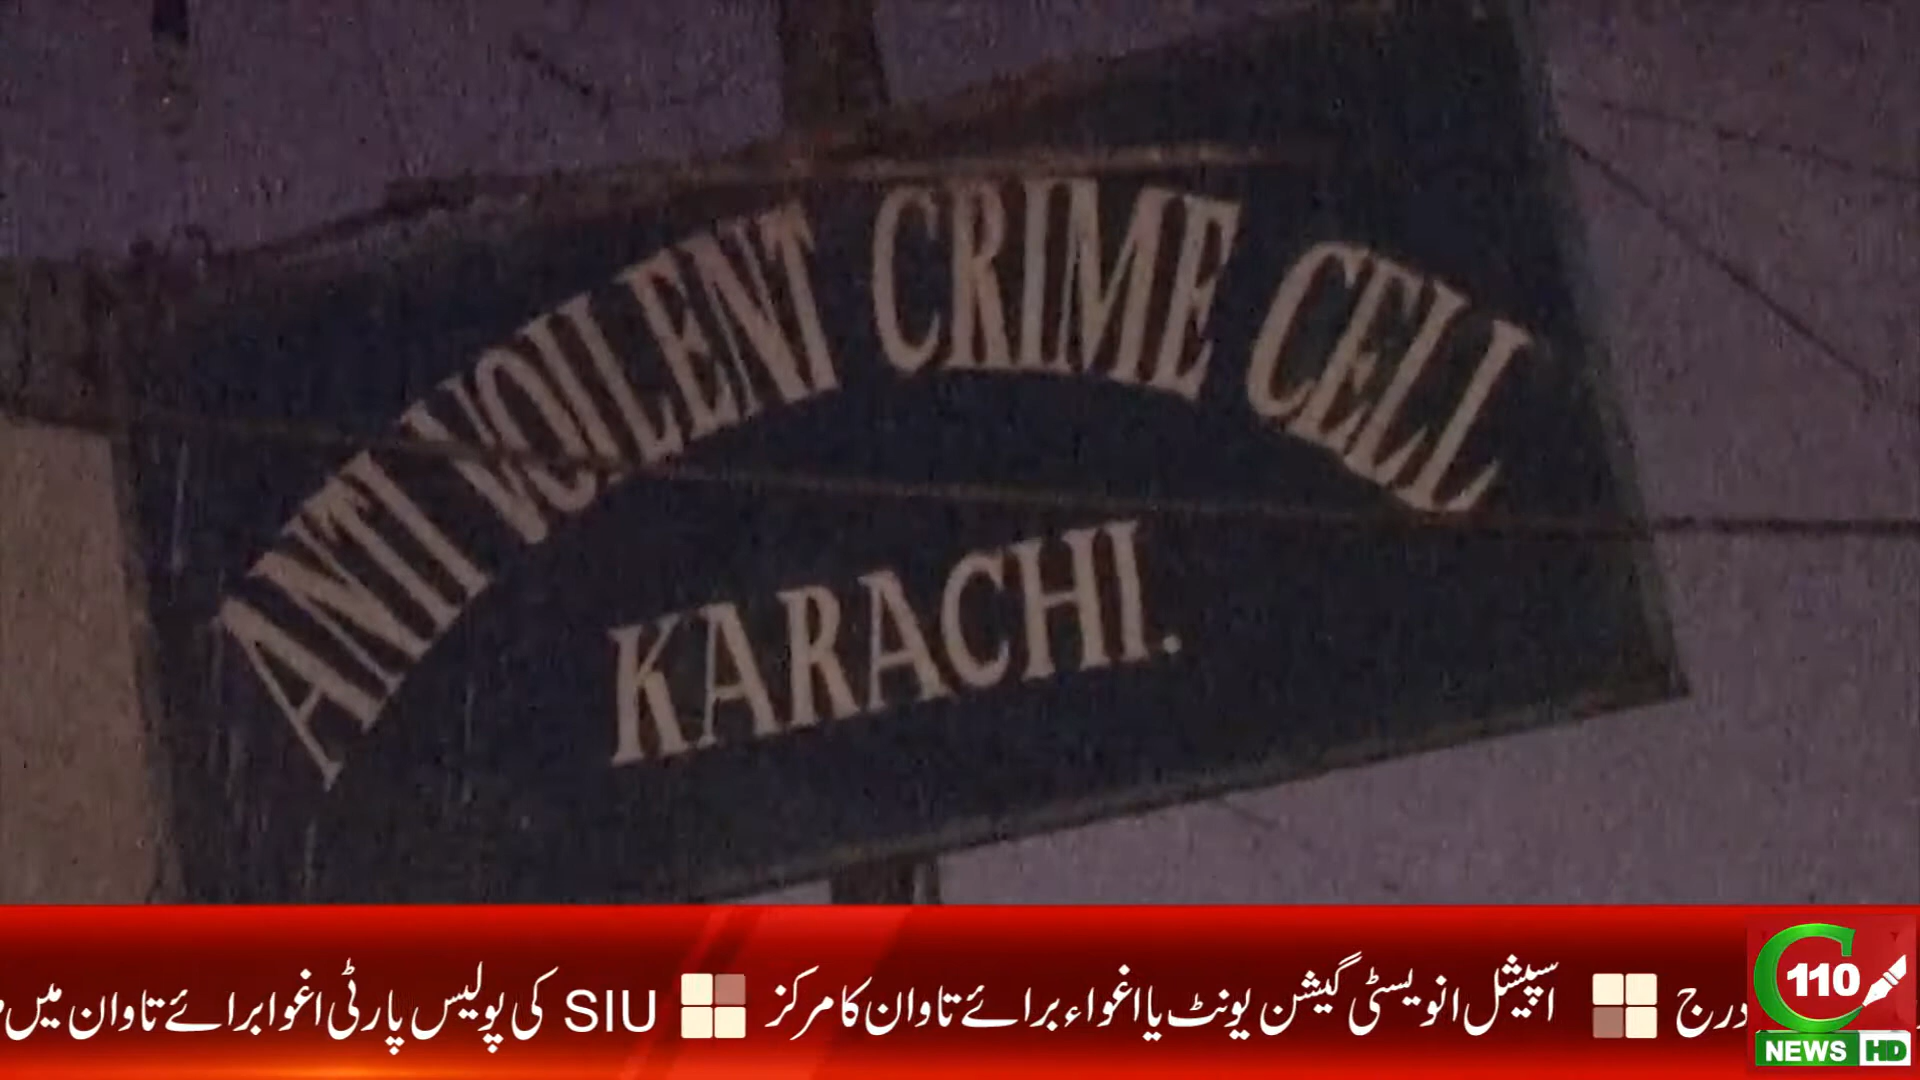 ANTI VOILENT CRIME CELL
KARACHI.
درج
اسپیشل انویسٹی گیشن یونٹ یا اغواء برائے تاوان کا مرکز
SIU کی پولیس پارٹی اغوا برائے تاوان میں
C 110
NEWS HD